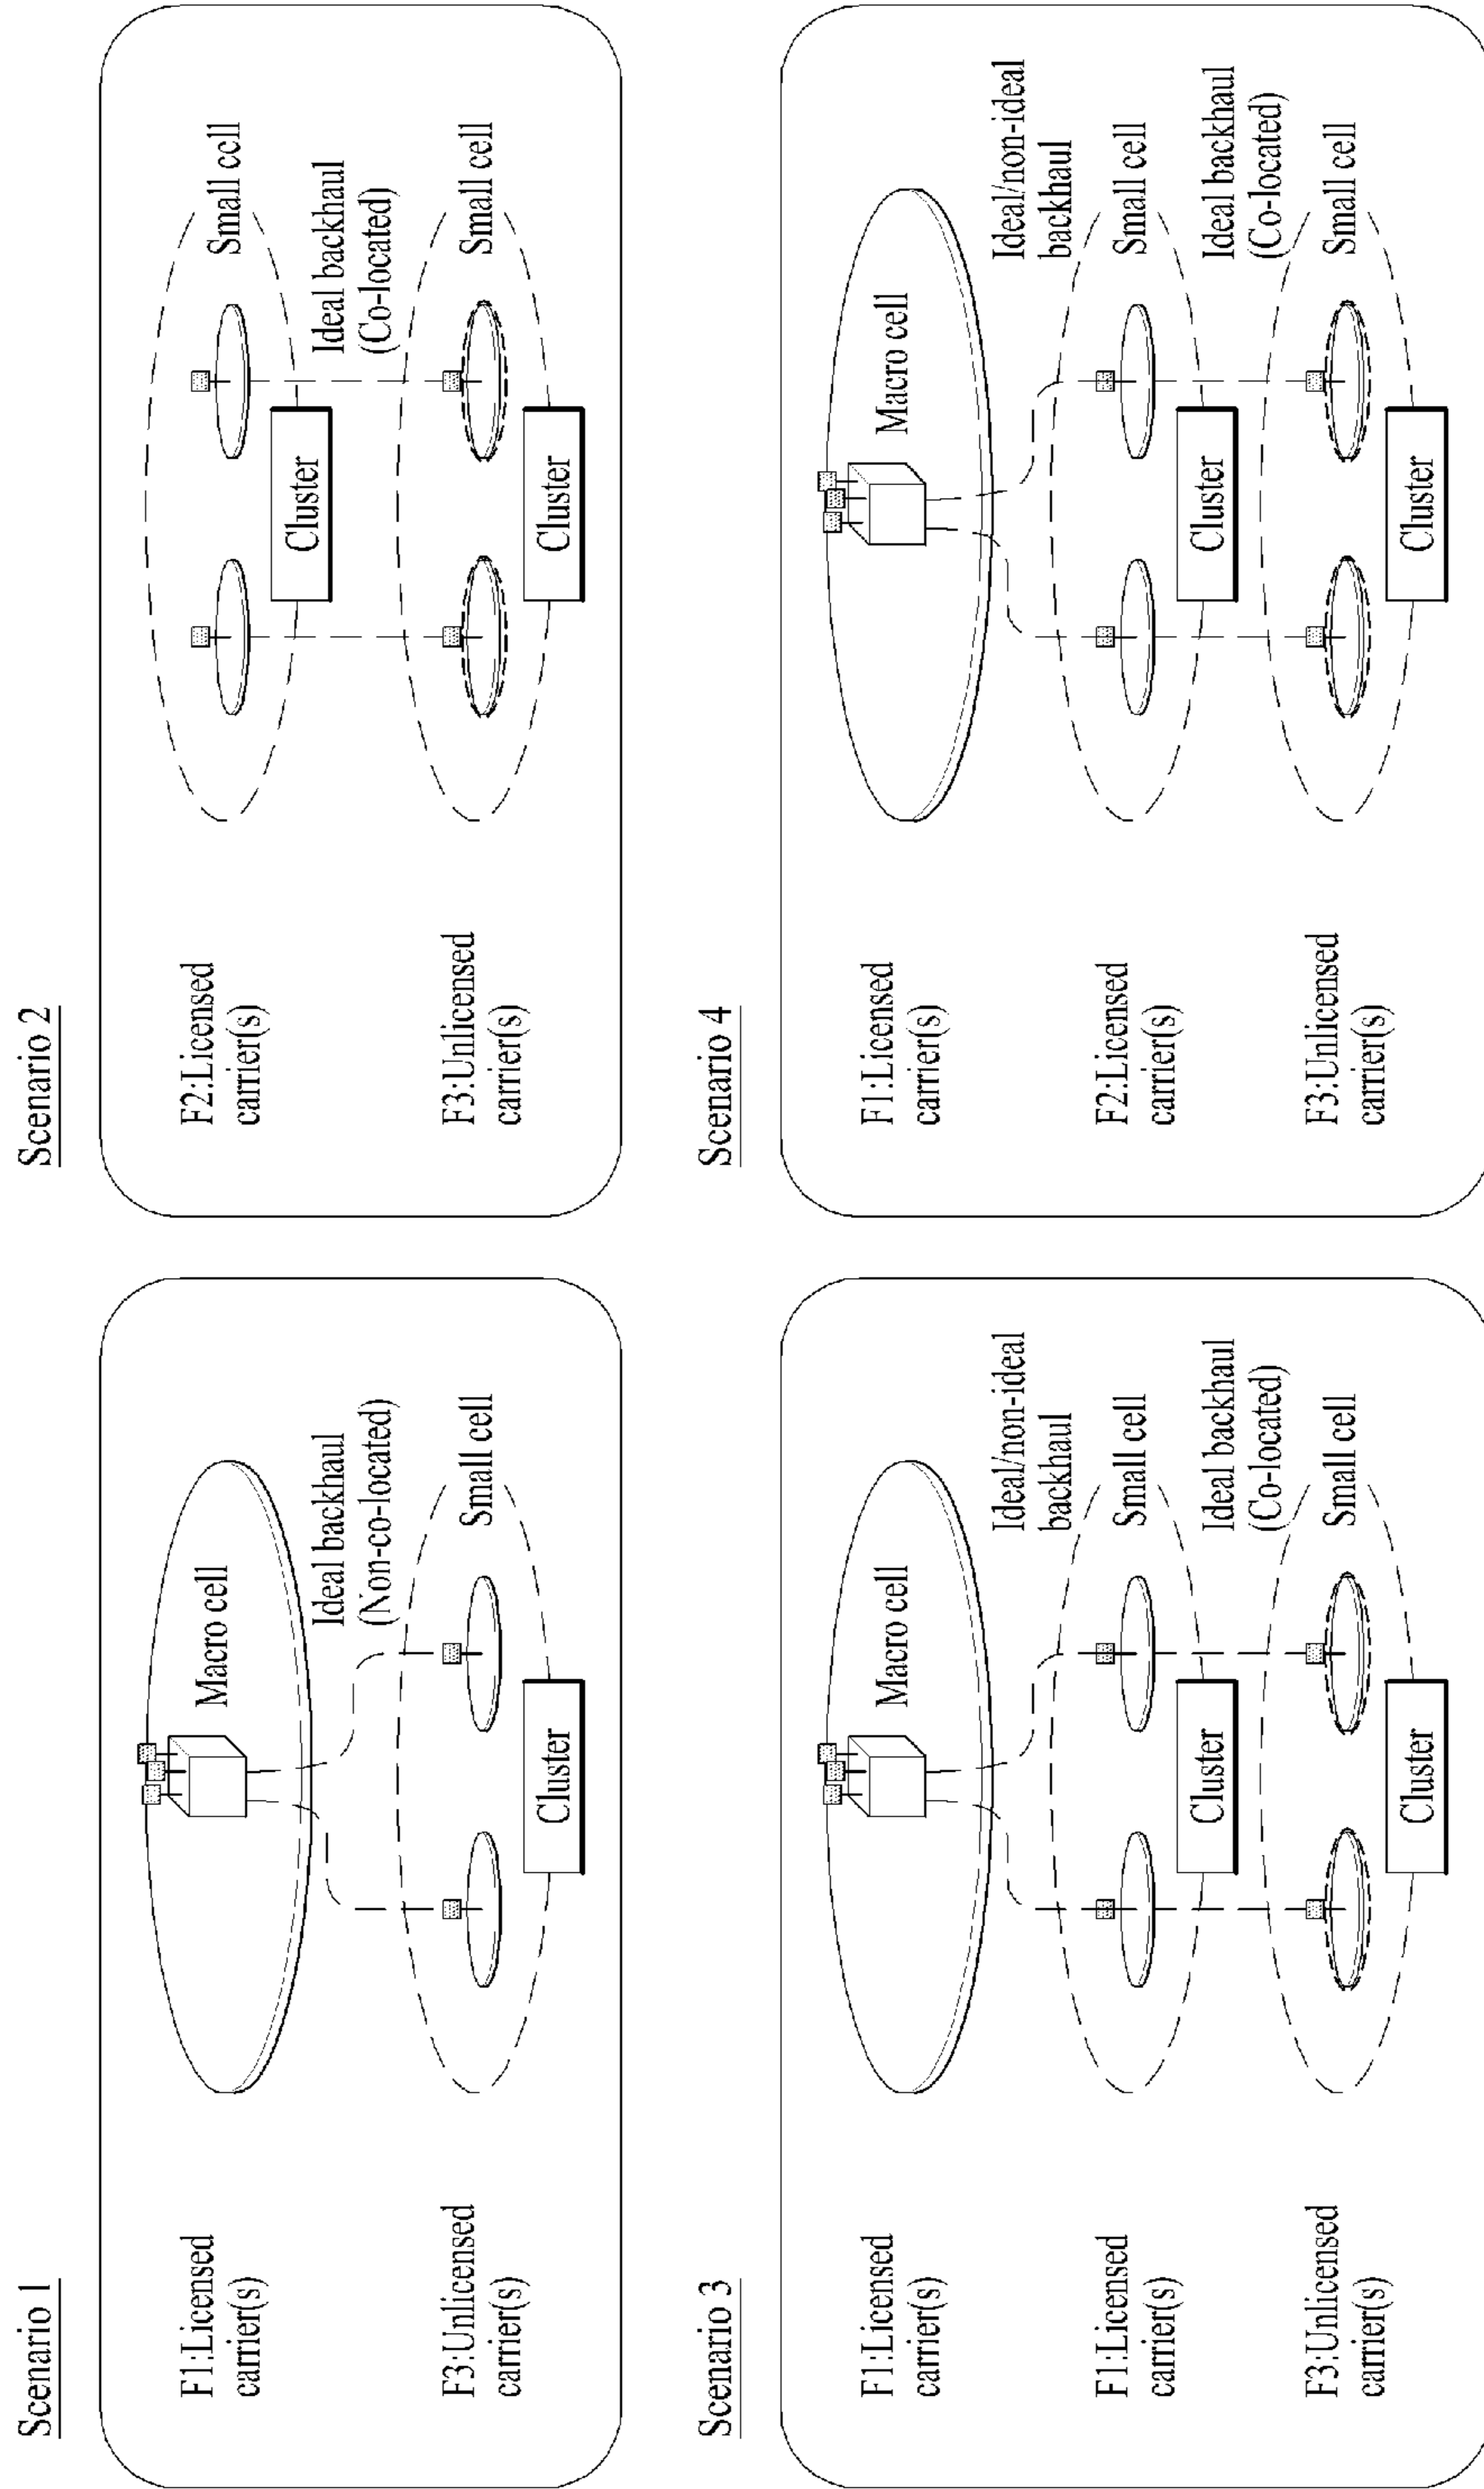 Scenario 1
F1:Licensed
carrier(s)
Macro cell
Ideal backhaul
(Non-co-located)
F3:Unlicensed
carrier(s)
Small cell
Cluster
Scenario 2
F2:Licensed
carrier(s)
Small cell
Cluster
Ideal backhaul
(Co-located)
F3:Unlicensed
carrier(s)
Small cell
Cluster
Scenario 3
F1:Licensed
carrier(s)
Macro cell
Ideal/non-ideal
backhaul
F1:Licensed
carrier(s)
Small cell
Cluster
Ideal backhaul
(Co-located)
F3:Unlicensed
carrier(s)
Small cell
Cluster
Scenario 4
F1:Licensed
carrier(s)
Macro cell
Ideal/non-ideal
backhaul
F2:Licensed
carrier(s)
Small cell
Cluster
Ideal backhaul
(Co-located)
F3:Unlicensed
carrier(s)
Small cell
Cluster